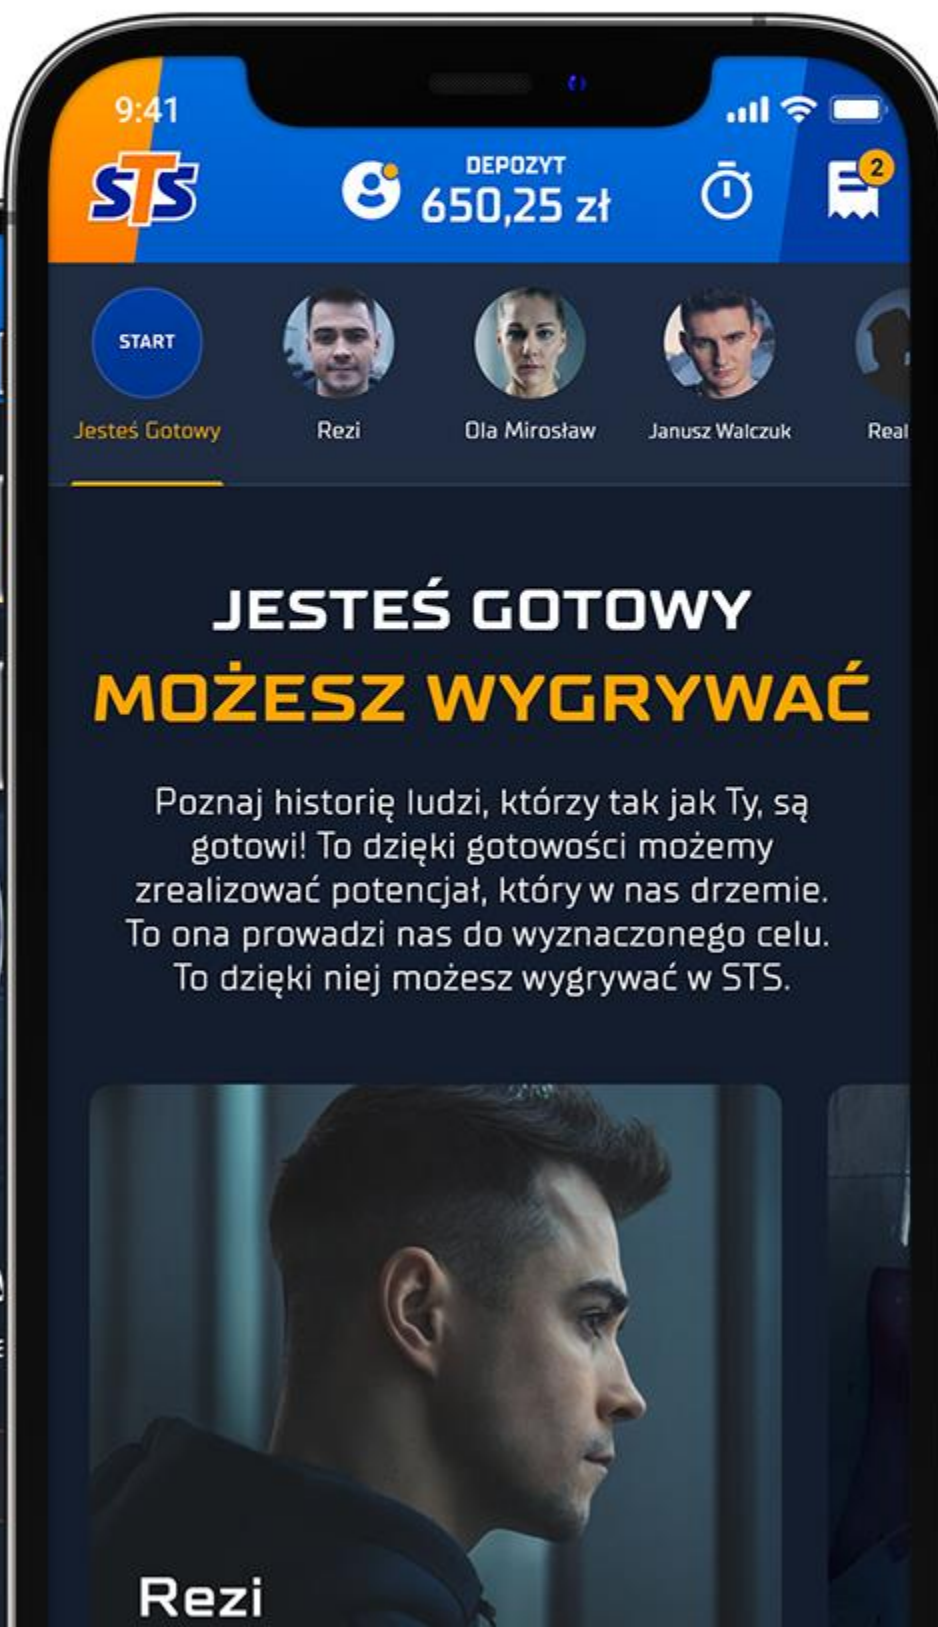 9:41
STS
DEPOZYT
650,25 zł
2
START
Jesteś Gotowy
Rezi
Ola Mirosław
Janusz Walczuk
Real
JESTEŚ GOTOWY
MOŻESZ WYGRYWAĆ
Poznaj historię ludzi, którzy tak jak Ty, są
gotowi! To dzięki gotowości możemy
zrealizować potencjał, który w nas drzemie.
To ona prowadzi nas do wyznaczonego celu.
To dzięki niej możesz wygrywać w STS.
Rezi